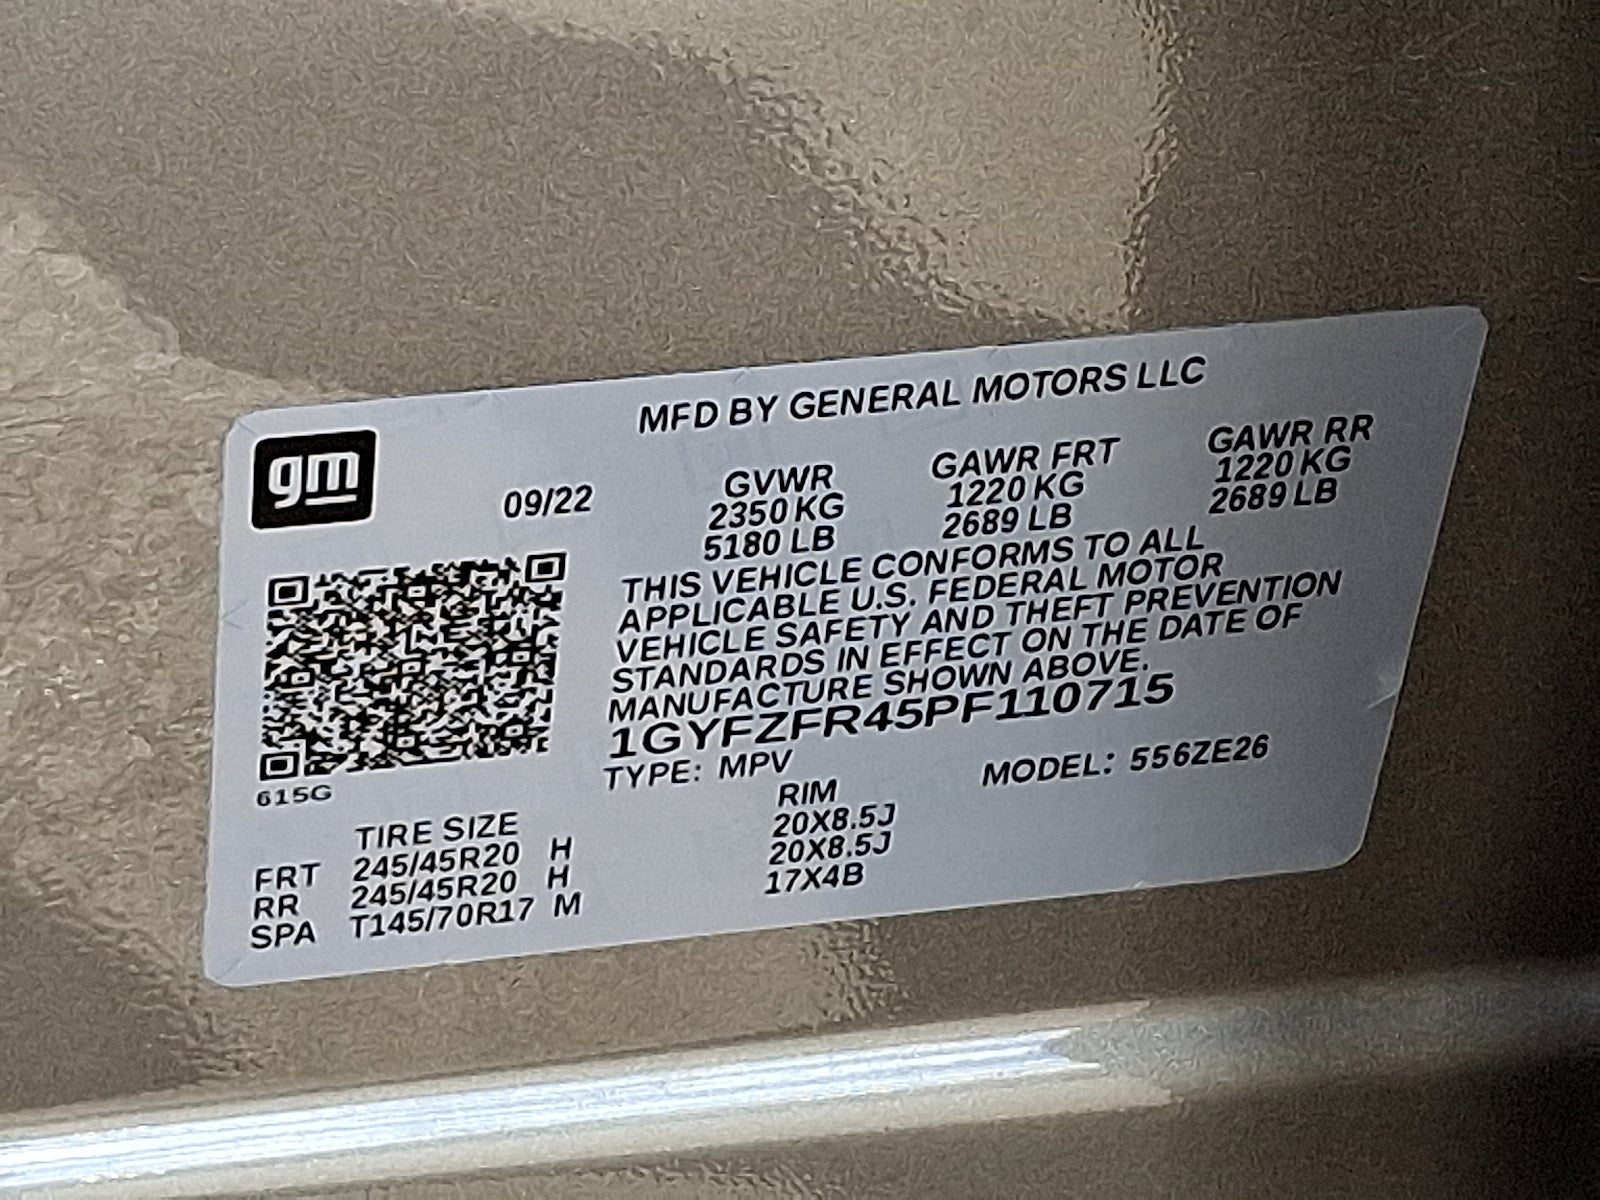 MFD BY GENERAL MOTORS LLC
gm
09/22
GVWR GAWR FRT GAWR RR
2350 KG 1220 KG 1220 KG
5180 LB 2689 LB 2689 LB
THIS VEHICLE CONFORMS TO ALL
APPLICABLE U.S. FEDERAL MOTOR
VEHICLE SAFETY AND THEFT PREVENTION
STANDARDS IN EFFECT ON THE DATE OF
MANUFACTURE SHOWN ABOVE.
1GYFZFR45PF110715
TYPE: MPV MODEL: 556ZE26
615G
TIRE SIZE RIM
FRT 245/45R20 H 20X8.5J
RR 245/45R20 H 20X8.5J
SPA T145/70R17 M 17X4B